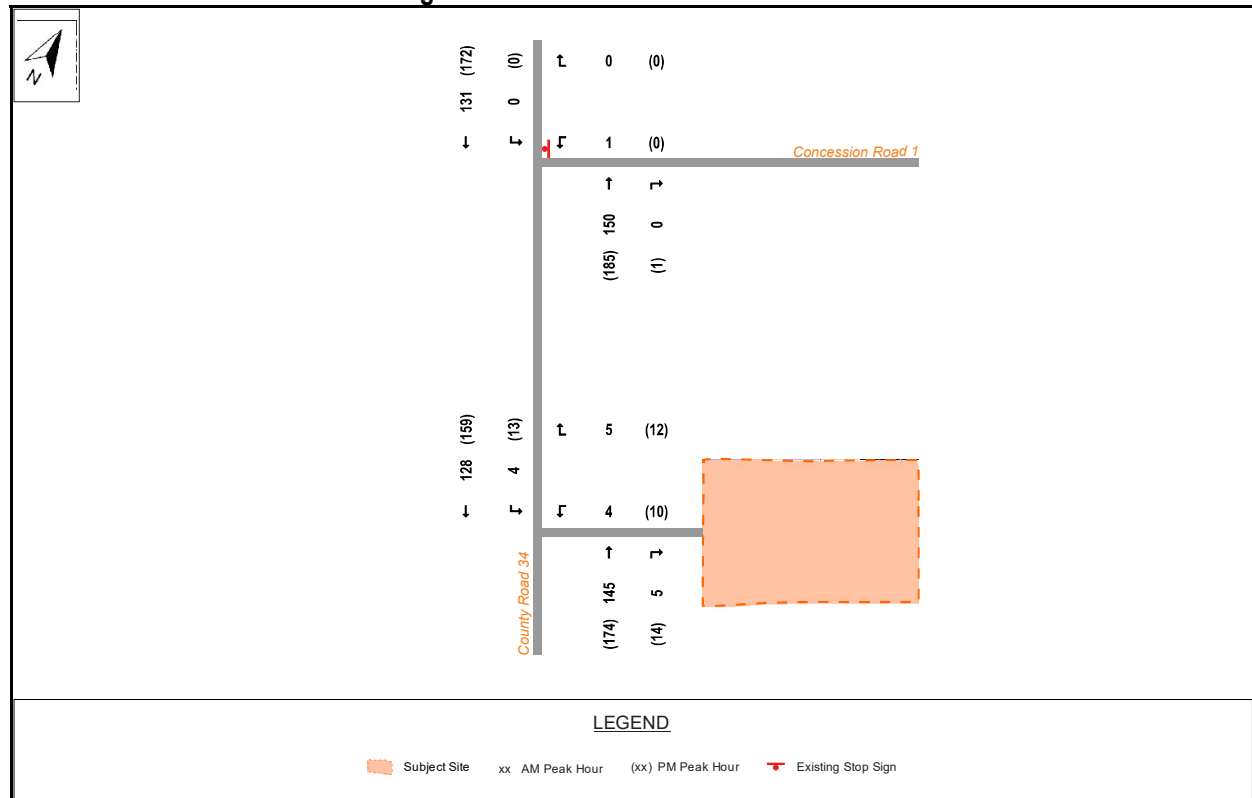 N
131 (172)
0 (0)
0 (0)
1 (0)
Concession Road 1
150 (185)
0 (1)
128 (159)
4 (13)
5 (12)
4 (10)
145 (174)
5 (14)
County Road 34
LEGEND
Subject Site xx AM Peak Hour (xx) PM Peak Hour Existing Stop Sign